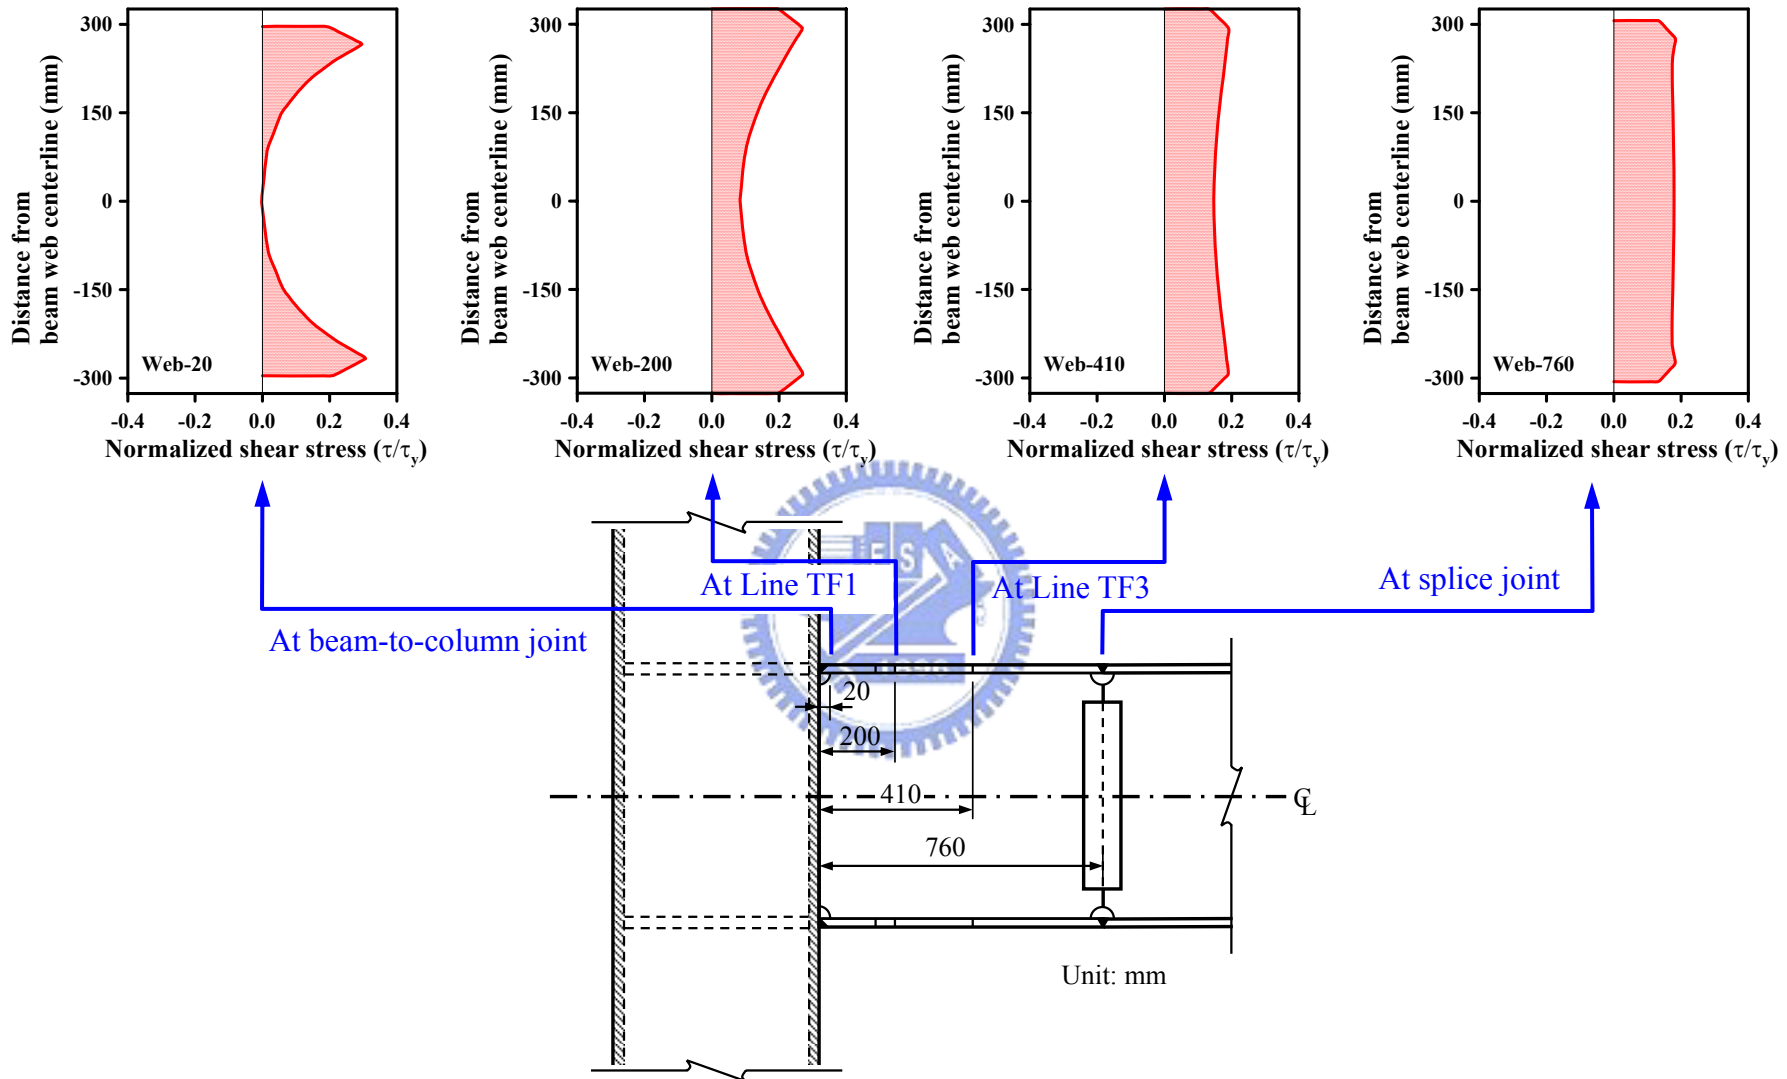 300
150
0
-150
-300
Distance from
beam web centerline (mm)
Web-20
-0.4 -0.2 0.0 0.2 0.4
Normalized shear stress (τ/τy)
300
150
0
-150
-300
Distance from
beam web centerline (mm)
Web-200
-0.4 -0.2 0.0 0.2 0.4
Normalized shear stress (τ/τy)
300
150
0
-150
-300
Distance from
beam web centerline (mm)
Web-410
-0.4 -0.2 0.0 0.2 0.4
Normalized shear stress (τ/τy)
300
150
0
-150
-300
Distance from
beam web centerline (mm)
Web-760
-0.4 -0.2 0.0 0.2 0.4
Normalized shear stress (τ/τy)
At beam-to-column joint
At Line TF1
At Line TF3
At splice joint
E S A
1896
20
200
410
760
℄
Unit: mm